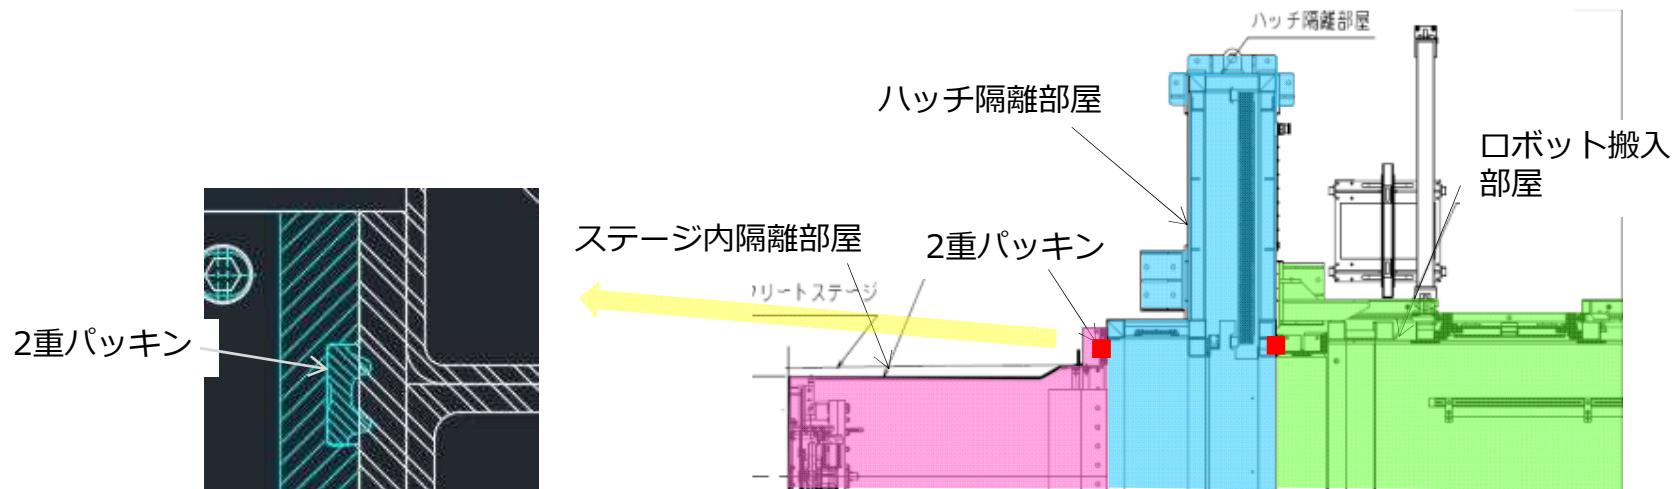 ハッチ隔離部屋
ハッチ隔離部屋
ロボット搬入
部屋
ステージ内隔離部屋
2重パッキン
リートステージ
2重パッキン